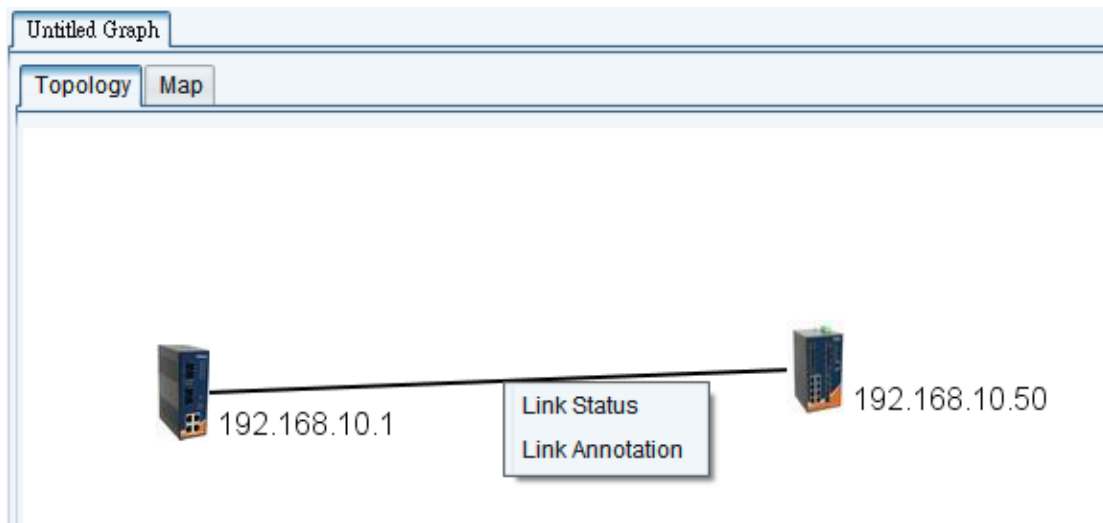 Untitled Graph
Topology Map
Link Status
192.168.10.50
192.168.10.1
Link Annotation